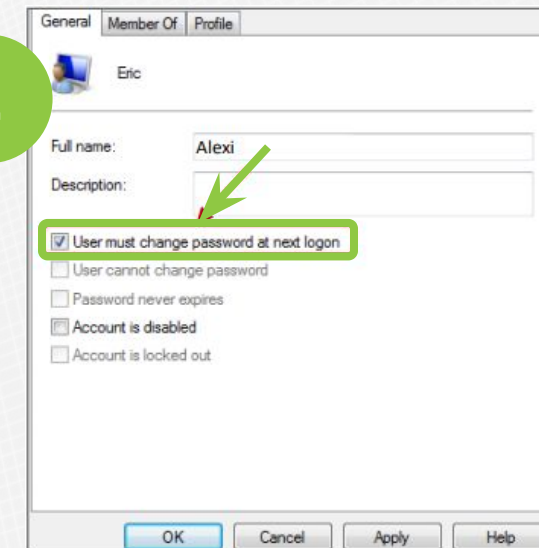 General Member Of Profile
Eric
Full name: Alexi
Description:
User must change password at next logon
User cannot change password
Password never expires
Account is disabled
Account is locked out
OK Cancel Apply Help